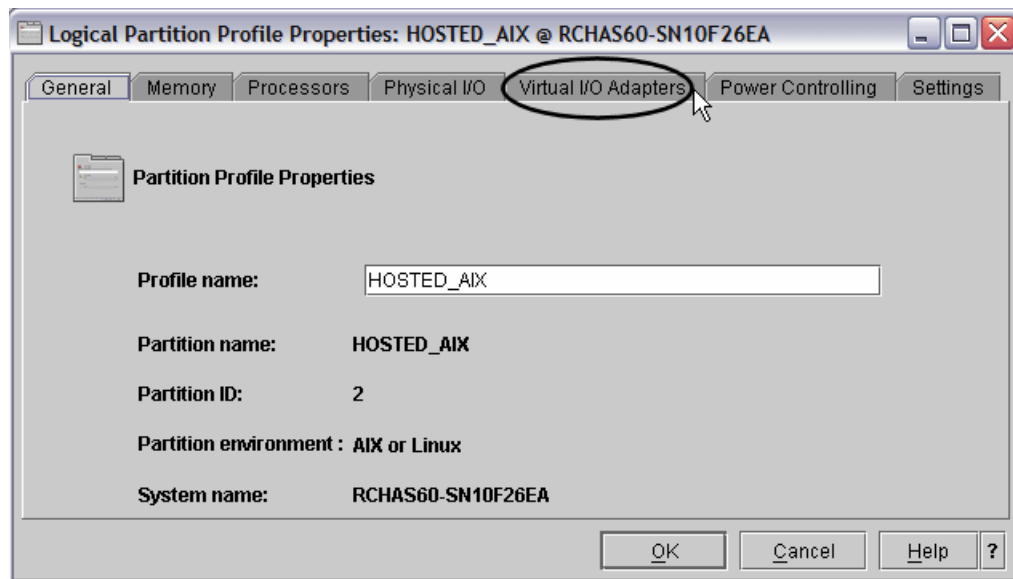 Logical Partition Profile Properties: HOSTED_AIX @ RCHAS60-SN10F26EA
General Memory Processors Physical I/O Virtual I/O Adapters Power Controlling Settings
Partition Profile Properties
Profile name: HOSTED_AIX
Partition name: HOSTED_AIX
Partition ID: 2
Partition environment : AIX or Linux
System name: RCHAS60-SN10F26EA
OK Cancel Help ?